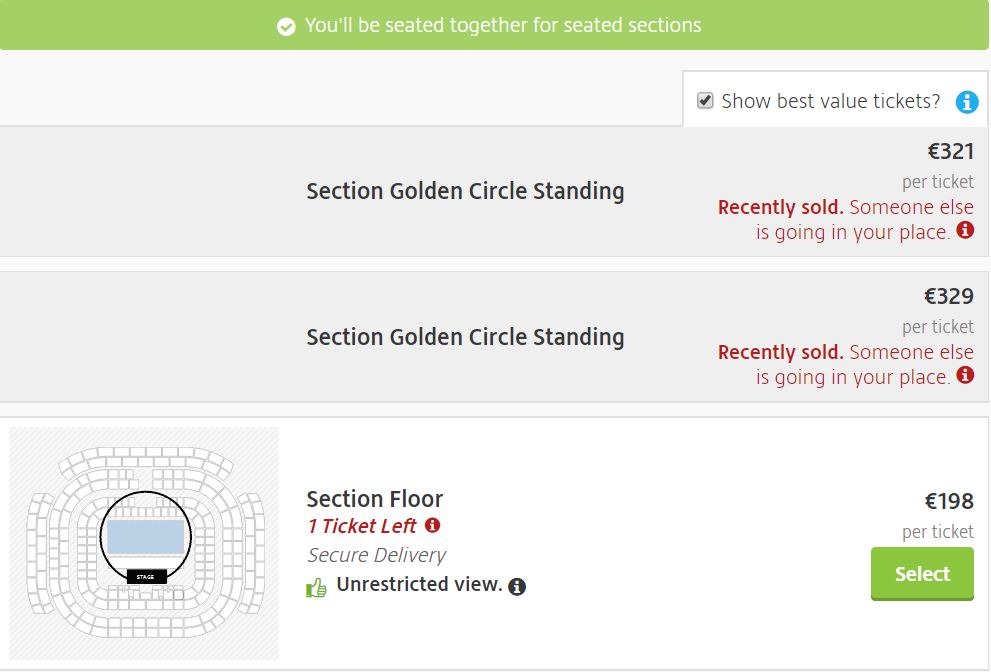 You'll be seated together for seated sections
Show best value tickets?
€321
per ticket
Section Golden Circle Standing
Recently sold. Someone else
is going in your place.
€329
per ticket
Section Golden Circle Standing
Recently sold. Someone else
is going in your place.
Section Floor
1 Ticket Left
Secure Delivery
Unrestricted view.
€198
per ticket
Select
STAGE